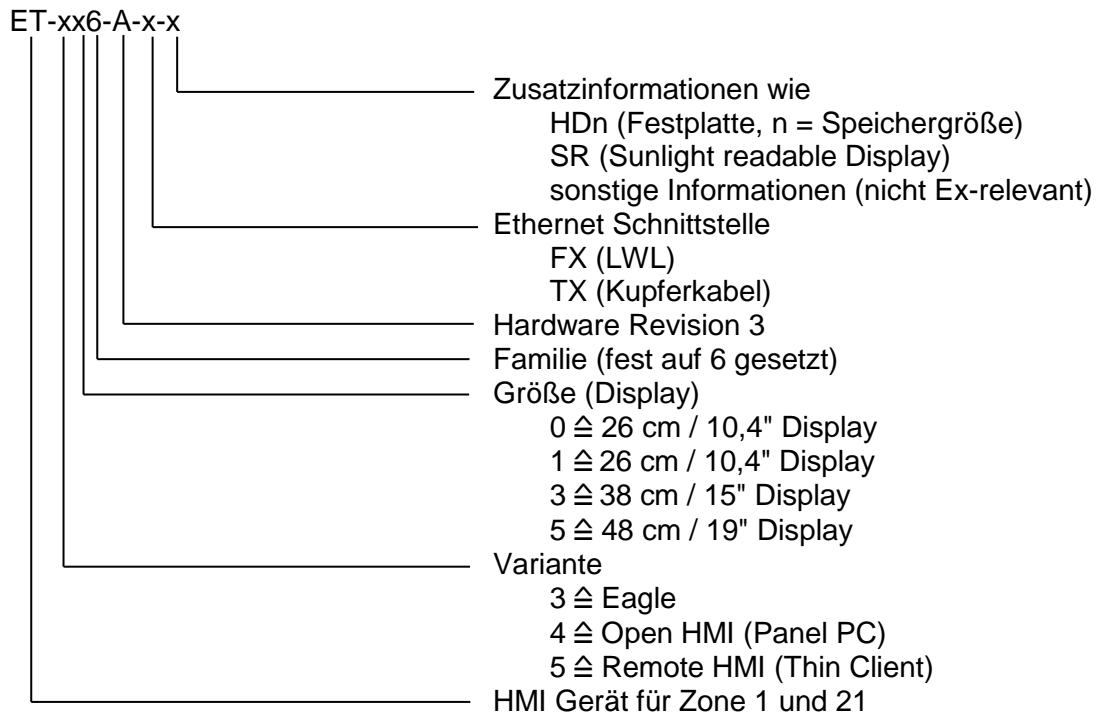 ET-xx6-A-x-x
Zusatzinformationen wie
HDn (Festplatte, n = Speichergröße)
SR (Sunlight readable Display)
sonstige Informationen (nicht Ex-relevant)
Ethernet Schnittstelle
FX (LWL)
TX (Kupferkabel)
Hardware Revision 3
Familie (fest auf 6 gesetzt)
Größe (Display)
0 ≙ 26 cm / 10,4" Display
1 ≙ 26 cm / 10,4" Display
3 ≙ 38 cm / 15" Display
5 ≙ 48 cm / 19" Display
Variante
3 ≙ Eagle
4 ≙ Open HMI (Panel PC)
5 ≙ Remote HMI (Thin Client)
HMI Gerät für Zone 1 und 21